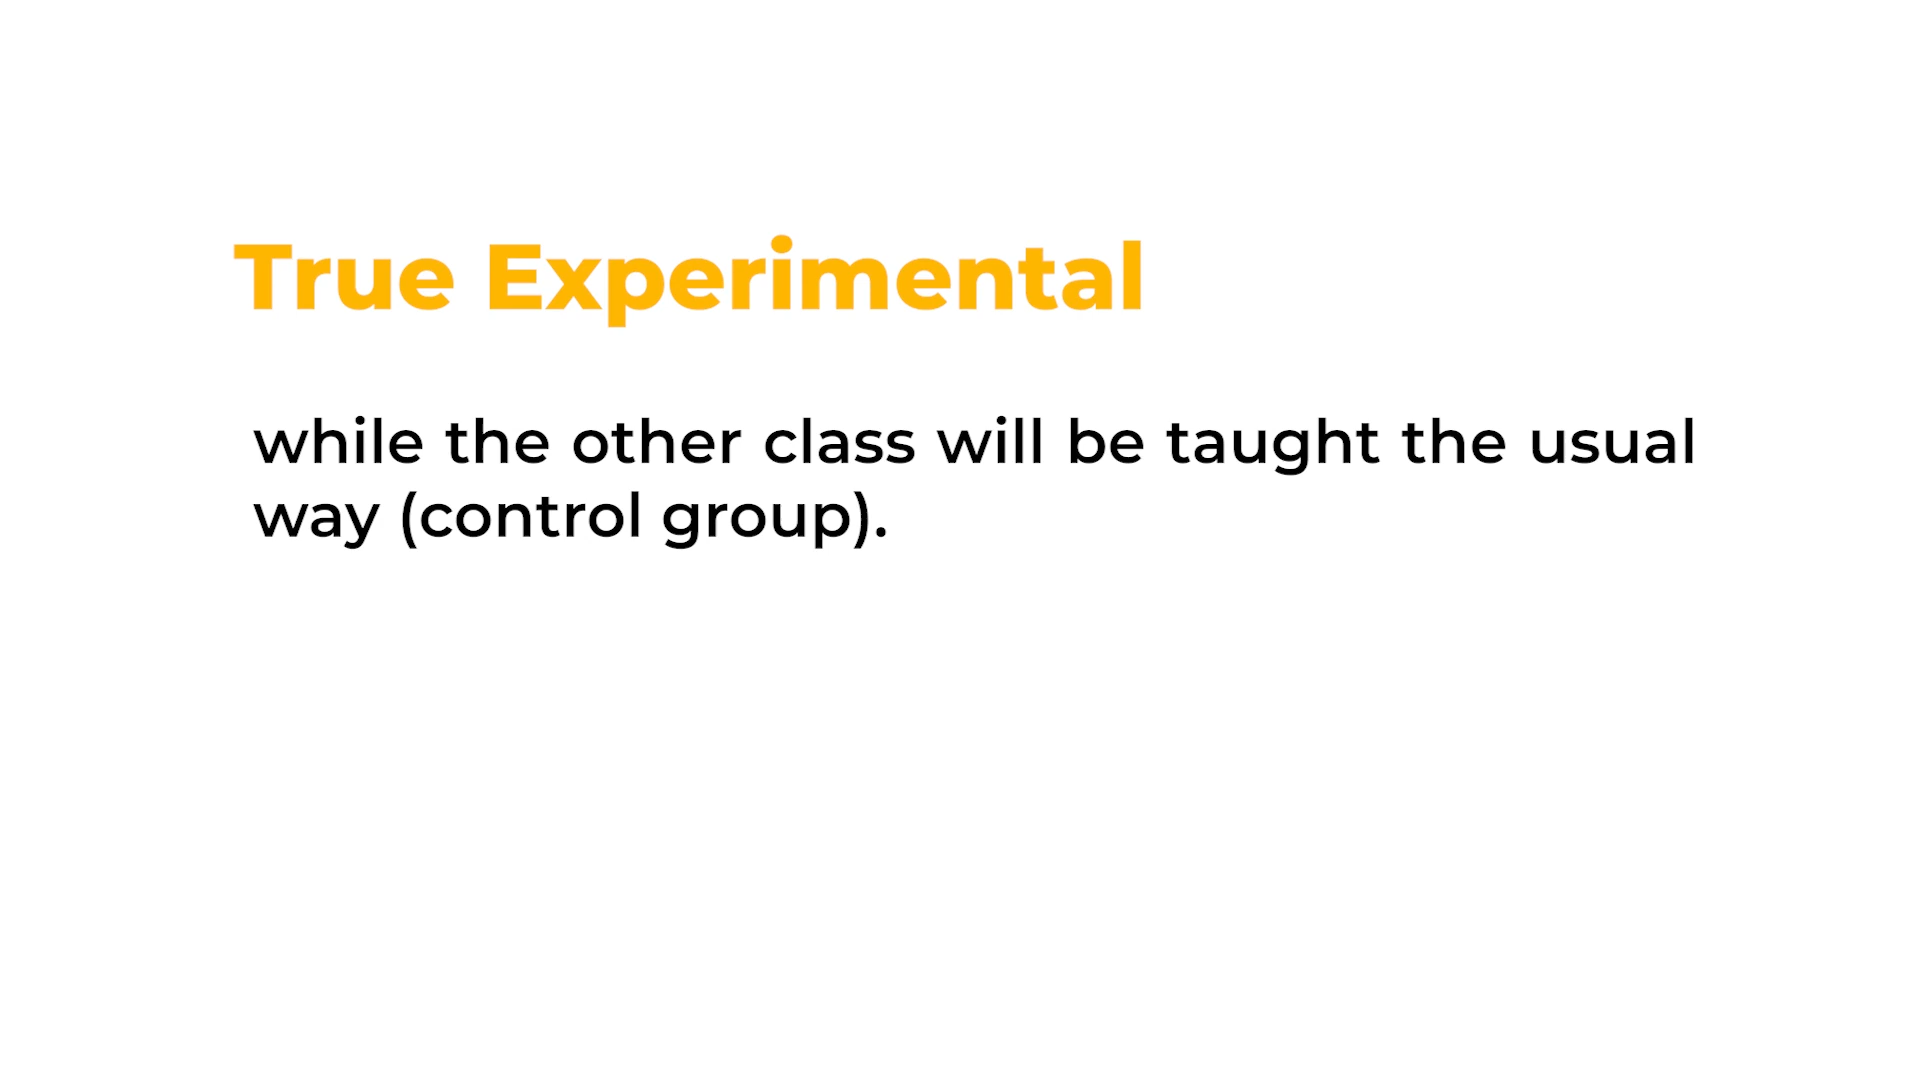 True Experimental
while the other class will be taught the usual
way (control group).